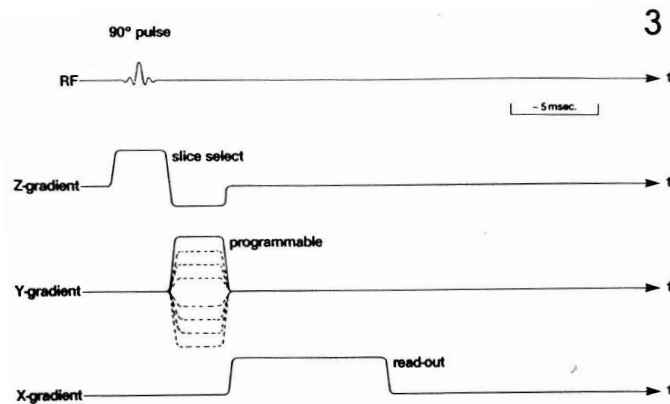 3
90° pulse
RF
t
~ 5 msec.
slice select
Z-gradient
t
programmable
Y-gradient
t
read-out
X-gradient
t